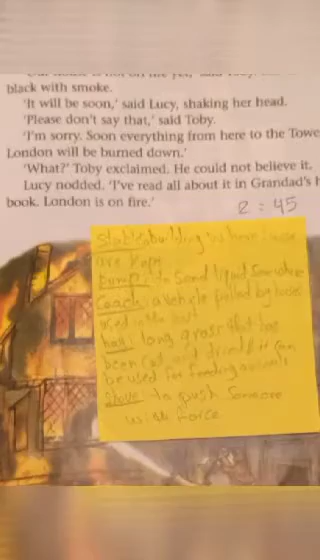 black with smoke.
'It will be soon,' said Lucy, shaking her head.
'Please don't say that,' said Toby.
'I'm sorry. Soon everything from here to the Towe
London will be burned down.'
'What?' Toby exclaimed. He could not believe it.
Lucy nodded. 'I've read all about it in Grandad's h
book. London is on fire.'
2:45
Stable: building where
are kept
Pump: to send liquid somewhere
Coach: a vehicle pulled by horses
used in the past
hay: long grass that has
been cut and dried it can
be used for feeding animals
shove: to push someone
with force